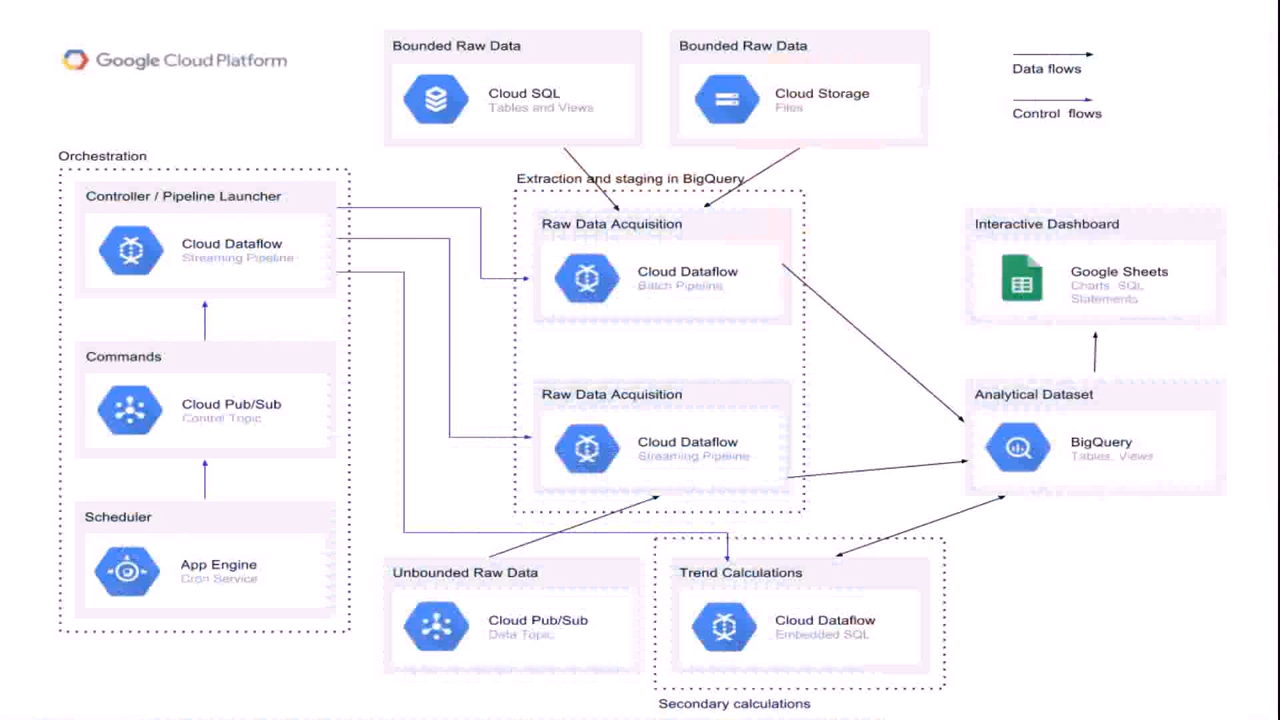 Google Cloud Platform
Bounded Raw Data
Cloud SQL
Tables and Views
Bounded Raw Data
Cloud Storage
Files
Data flows
Control flows
Orchestration
Controller / Pipeline Launcher
Cloud Dataflow
Streaming Pipeline
Commands
Cloud Pub/Sub
Control Topic
Scheduler
App Engine
Cron Service
Extraction and staging in BigQuery
Raw Data Acquisition
Cloud Dataflow
Batch Pipeline
Raw Data Acquisition
Cloud Dataflow
Streaming Pipeline
Interactive Dashboard
Google Sheets
Charts, SQL
Statements
Analytical Dataset
BigQuery
Tables, Views
Unbounded Raw Data
Cloud Pub/Sub
Data Topic
Trend Calculations
Cloud Dataflow
Embedded SQL
Secondary calculations